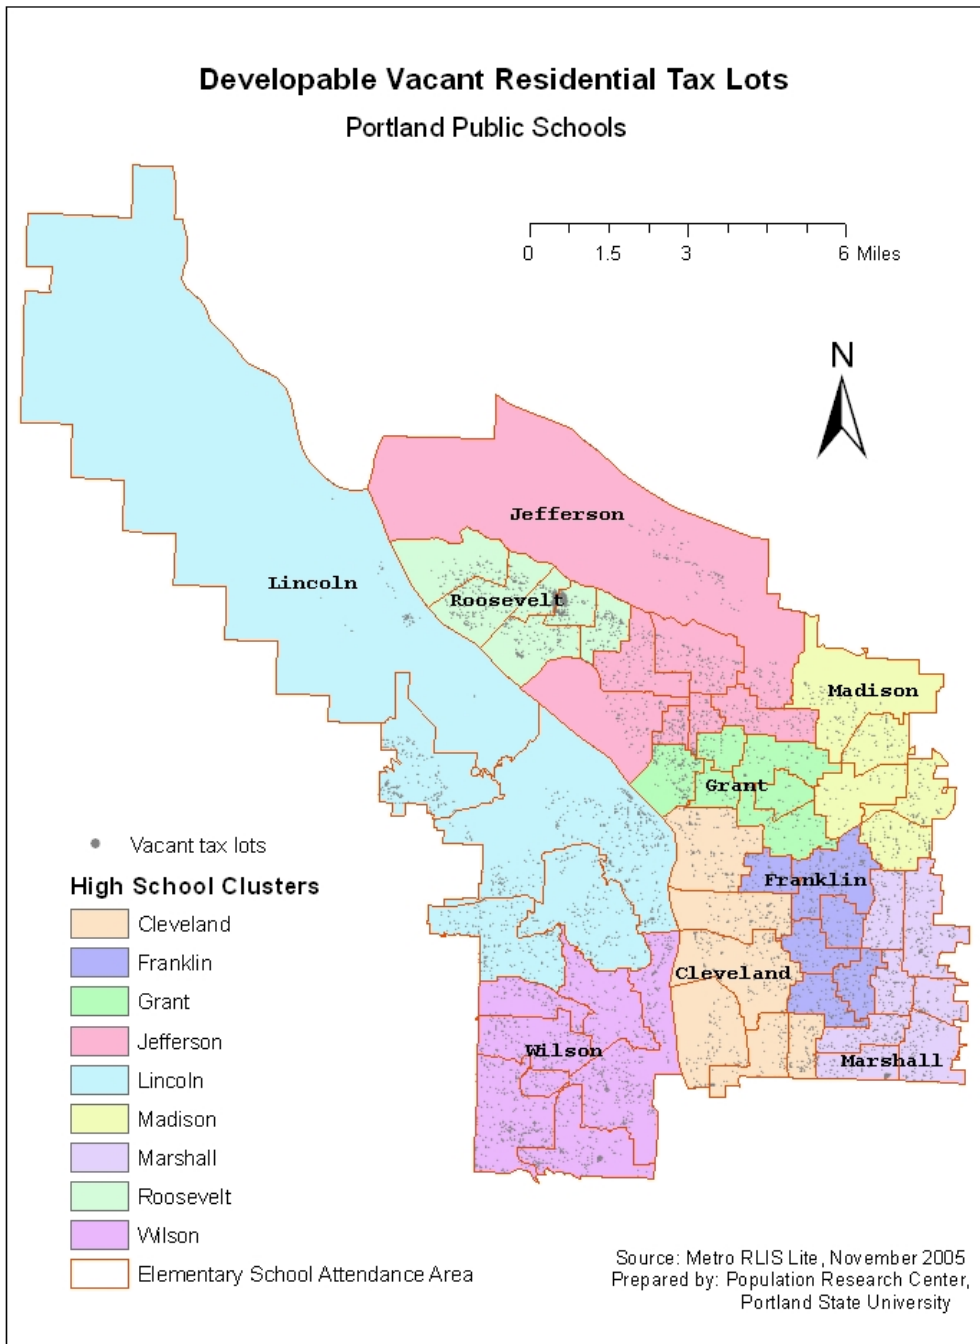 Developable Vacant Residential Tax Lots
Portland Public Schools
0 1.5 3 6 Miles
N
Jefferson
Lincoln
Roosevelt
Madison
Grant
Vacant tax lots
High School Clusters
Franklin
Cleveland
Wilson
Marshall
Cleveland
Franklin
Grant
Jefferson
Lincoln
Madison
Marshall
Roosevelt
Wilson
Elementary School Attendance Area
Source: Metro RLIS Lite, November 2005
Prepared by: Population Research Center,
Portland State University